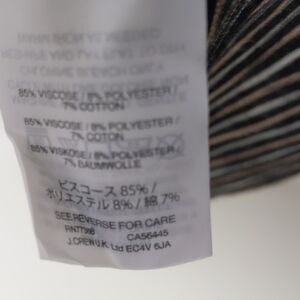 85% VISCOSE / 8% POLYESTER /
7% COTTON
85% VISCOSE / 8% POLYESTER /
7% COTTON
85% VISKOSE / 8% POLYESTER /
7% BAUMWOLLE
ビスコース 85% /
ポリエステル 8% / 綿 7%
SEE REVERSE FOR CARE
CA56445
J.CREW U.K. Ltd EC4V 6JA